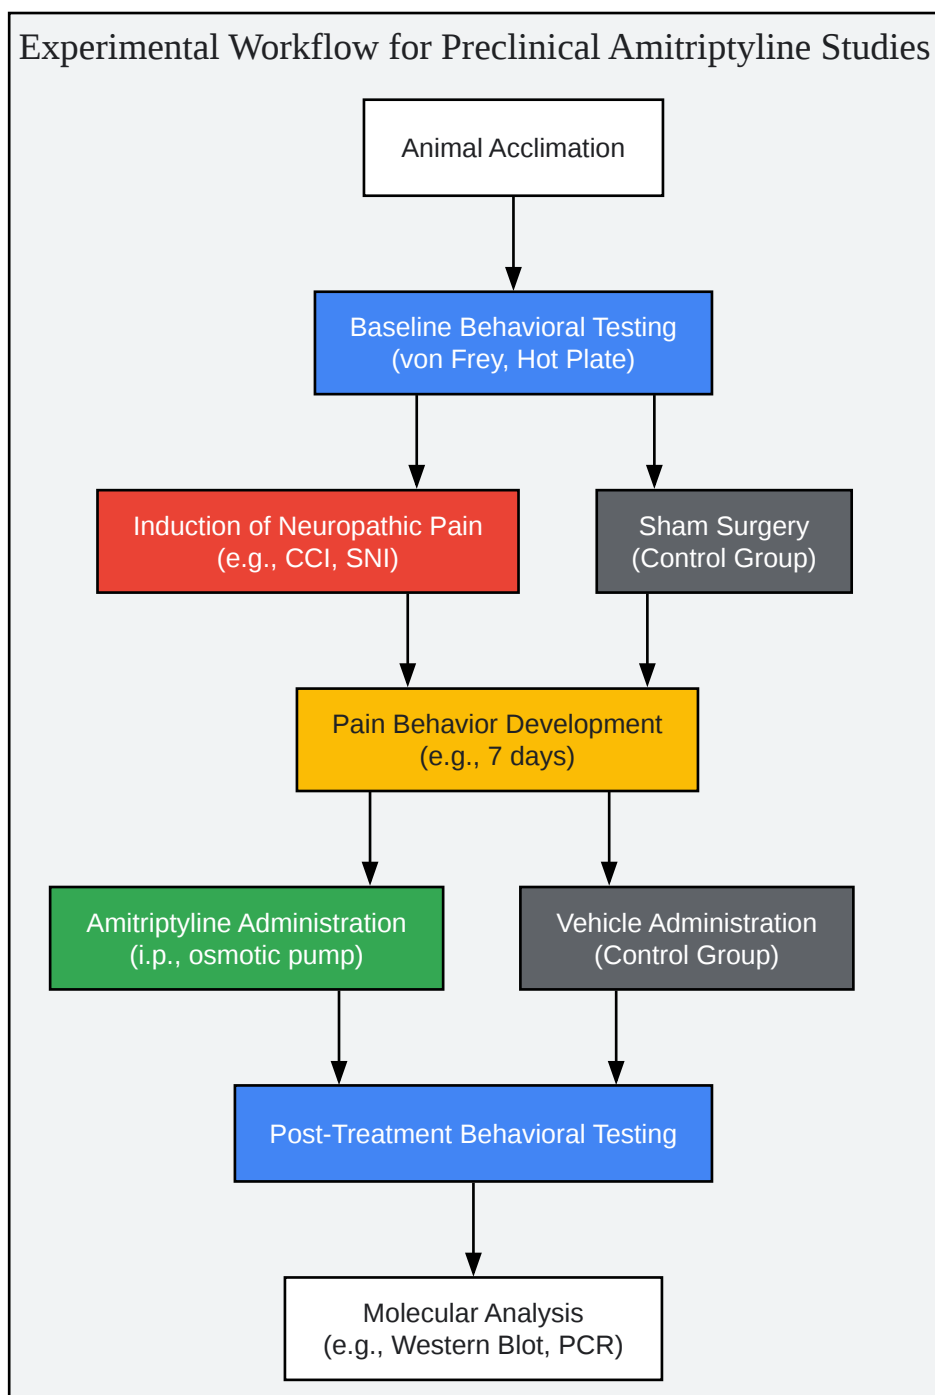 Experimental Workflow for Preclinical Amitriptyline Studies
Animal Acclimation
Baseline Behavioral Testing
(von Frey, Hot Plate)
Induction of Neuropathic Pain
(e.g., CCI, SNI)
Sham Surgery
(Control Group)
Pain Behavior Development
(e.g., 7 days)
Amitriptyline Administration
(i.p., osmotic pump)
Vehicle Administration
(Control Group)
Post-Treatment Behavioral Testing
Molecular Analysis
(e.g., Western Blot, PCR)